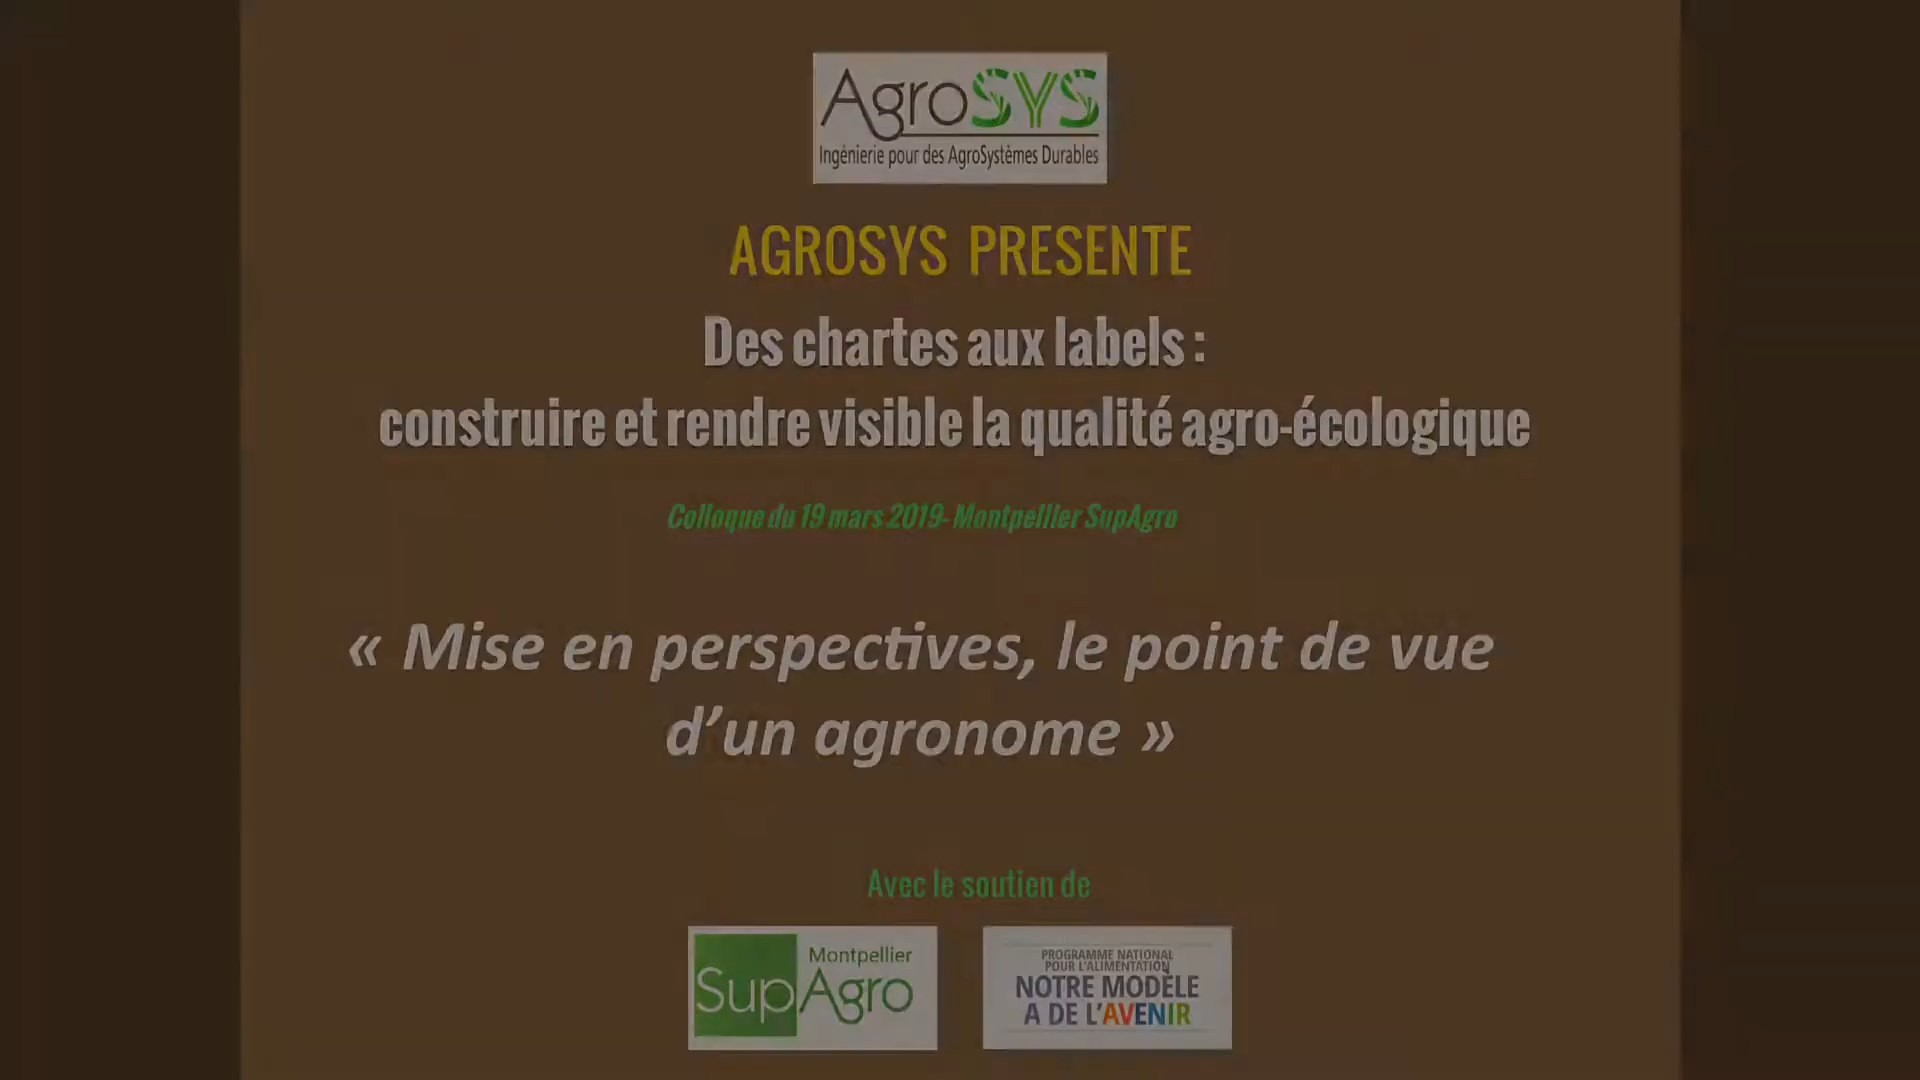 AgroSYS
Ingénierie pour des AgroSystèmes Durables
AGROSYS PRESENTE
Des chartes aux labels :
construire et rendre visible la qualité agro-écologique
Colloque du 19 mars 2019- Montpellier SupAgro
« Mise en perspectives, le point de vue
d’un agronome »
Avec le soutien de
Montpellier
SupAgro
PROGRAMME NATIONAL
POUR L'ALIMENTATION
NOTRE MODÈLE
A DE L'AVENIR